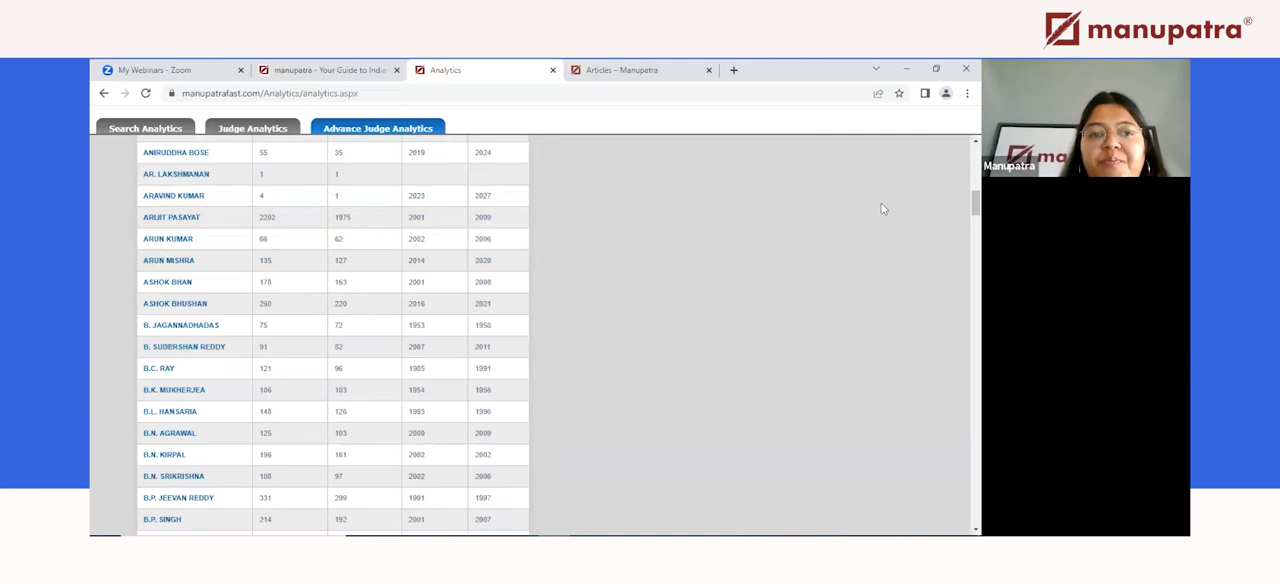 manupatra®
My Webinars - Zoom
manupatra - Your Guide to India
Analytics
Articles – Manupatra
manupatrafast.com/Analytics/analytics.aspx
Search Analytics Judge Analytics Advance Judge Analytics
ANIRUDDHA BOSE 55 35 2019 2024
AR. LAKSHMANAN 1 1
ARAVIND KUMAR 4 1 2023 2027
ARIJIT PASAYAT 2202 1975 2001 2009
ARUN KUMAR 66 62 2002 2006
ARUN MISHRA 135 127 2014 2020
ASHOK BHAN 178 163 2001 2008
ASHOK BHUSHAN 260 220 2016 2021
B. JAGANNADHADAS 75 72 1953 1958
B. SUDERSHAN REDDY 91 82 2007 2011
B.C. RAY 121 96 1985 1991
B.K. MUKHERJEA 106 103 1954 1956
B.L. HANSARIA 148 126 1993 1996
B.N. AGRAWAL 125 103 2000 2009
B.N. KIRPAL 196 161 2002 2002
B.N. SRIKRISHNA 108 97 2002 2006
B.P. JEEVAN REDDY 331 299 1991 1997
B.P. SINGH 214 192 2001 2007
ma
Manupatra